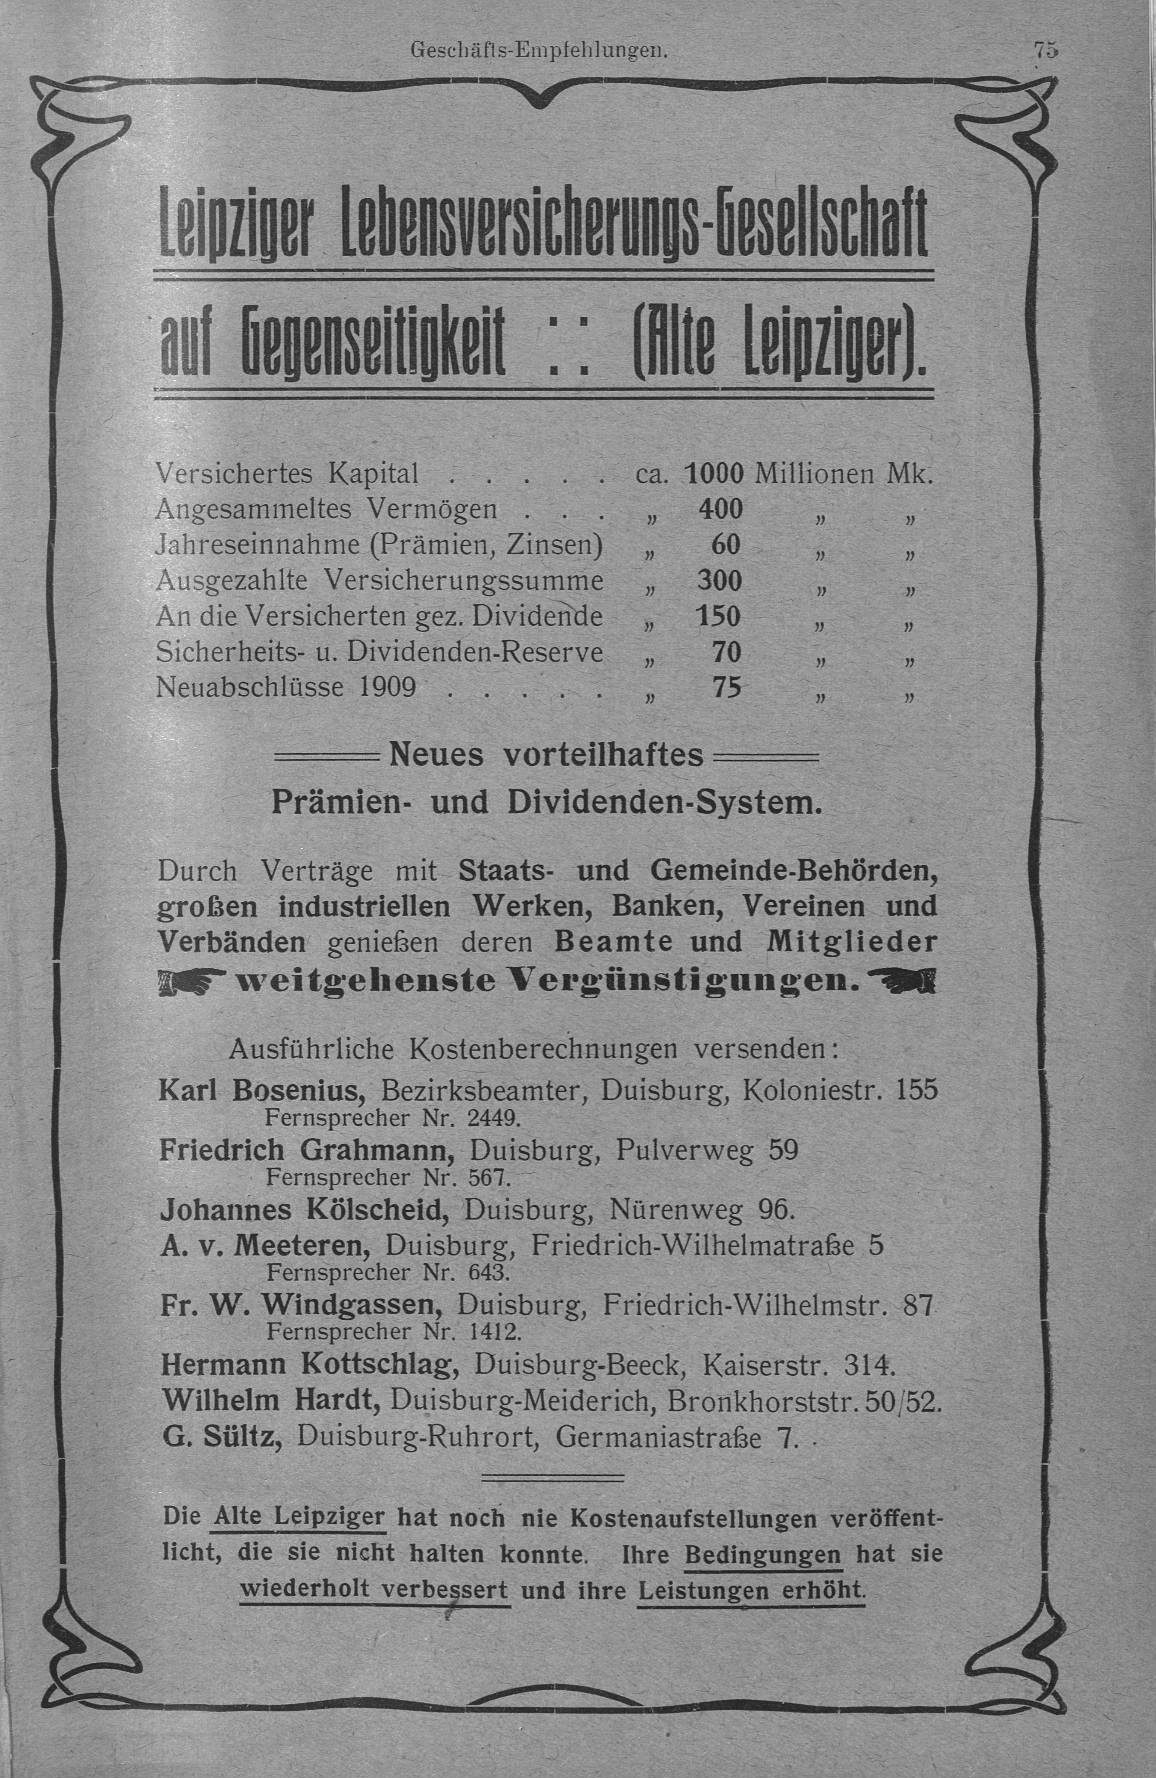 Geschäfts-Empfehlungen. 75
Leipziger Lebensversicherungs-Gesellschaft
auf Gegenseitigkeit : : (Alte Leipziger).
Versichertes Kapital . . . . . ca. 1000 Millionen Mk.
Angesammeltes Vermögen . . . „ 400 „ „
Jahreseinnahme (Prämien, Zinsen) „ 60 „ „
Ausgezahlte Versicherungssumme „ 300 „ „
An die Versicherten gez. Dividende „ 150 „ „
Sicherheits- u. Dividenden-Reserve „ 70 „ „
Neuabschlüsse 1909 . . . . . „ 75 „ „
Neues vorteilhaftes
Prämien- und Dividenden-System.
Durch Verträge mit Staats- und Gemeinde-Behörden,
großen industriellen Werken, Banken, Vereinen und
Verbänden genießen deren Beamte und Mitglieder
weitgehenste Vergünstigungen.
Ausführliche Kostenberechnungen versenden:
Karl Bosenius, Bezirksbeamter, Duisburg, Koloniestr. 155
Fernsprecher Nr. 2449.
Friedrich Grahmann, Duisburg, Pulverweg 59
Fernsprecher Nr. 567.
Johannes Kölscheid, Duisburg, Nürenweg 96.
A. v. Meeteren, Duisburg, Friedrich-Wilhelmatraße 5
Fernsprecher Nr. 643.
Fr. W. Windgassen, Duisburg, Friedrich-Wilhelmstr. 87
Fernsprecher Nr. 1412.
Hermann Kottschlag, Duisburg-Beeck, Kaiserstr. 314.
Wilhelm Hardt, Duisburg-Meiderich, Bronkhorststr. 50/52.
G. Sültz, Duisburg-Ruhrort, Germaniastraße 7.
Die Alte Leipziger hat noch nie Kostenaufstellungen veröffent-
licht, die sie nicht halten konnte. Ihre Bedingungen hat sie
wiederholt verbessert und ihre Leistungen erhöht.